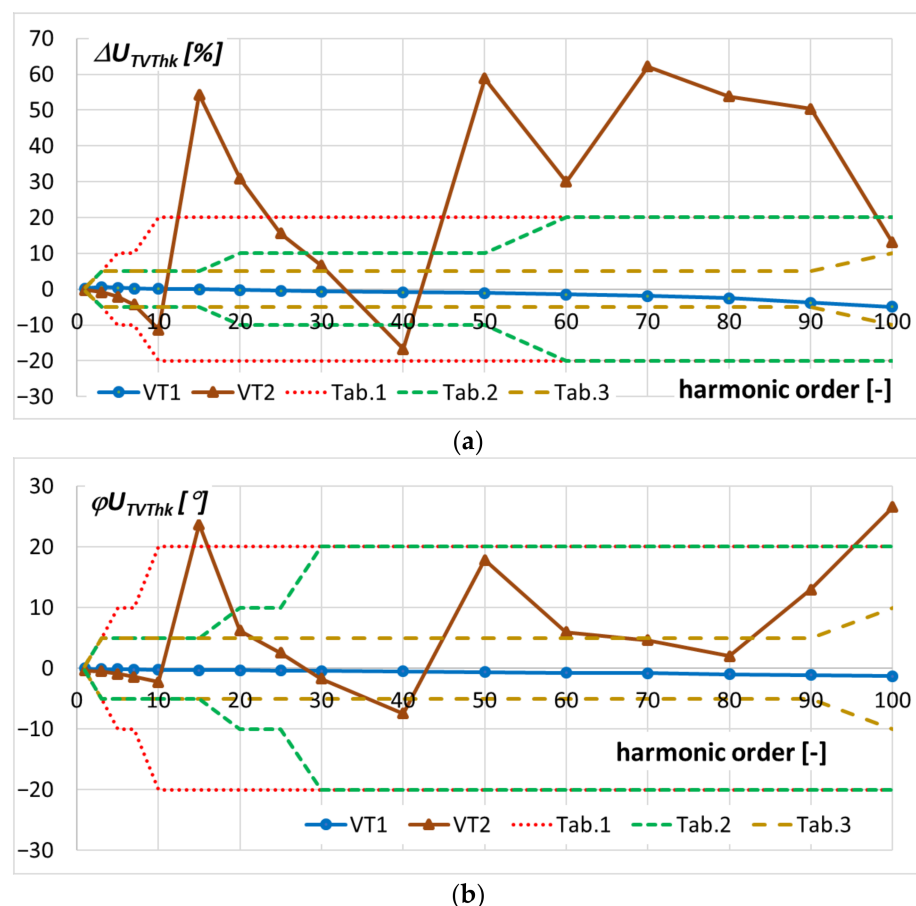 70
ΔU_TVThk [%]
60
50
40
30
20
10
0
0 10 20 30 40 50 60 70 80 90 100
−10
−20
VT1 VT2 Tab.1 Tab.2 Tab.3 harmonic order [-]
−30
(a)
30
φU_TVThk [°]
20
10
0
0 10 20 30 40 50 60 70 80 90 100
−10
harmonic order [-]
−20
VT1 VT2 Tab.1 Tab.2 Tab.3
−30
(b)